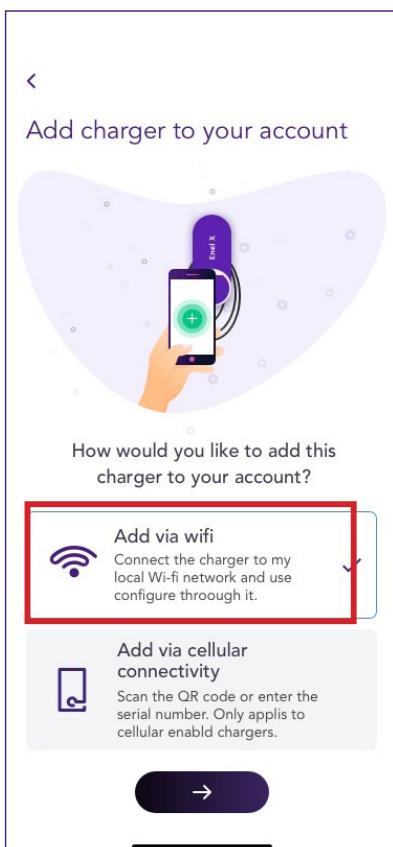 Add charger to your account
Enel X
How would you like to add this
charger to your account?
Add via wifi
Connect the charger to my
local Wi-fi network and use
configure throough it.
Add via cellular
connectivity
Scan the QR code or enter the
serial number. Only applis to
cellular enabld chargers.